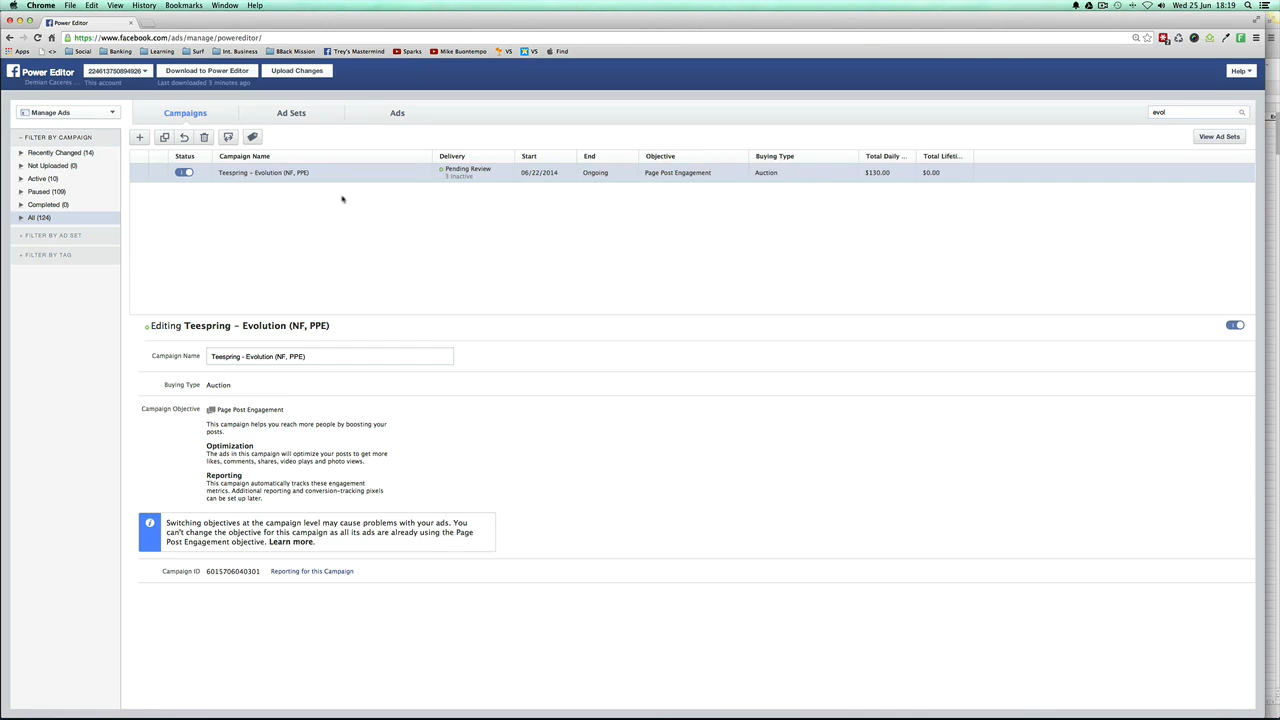 Chrome File Edit View History Bookmarks Window Help Wed 25 Jun 18:19
Power Editor
https://www.facebook.com/ads/manage/powereditor/
Apps <> Social Banking Learning Surf Int. Business BBack Mission Trey's Mastermind Sparks Mike Buontempo VS VS Find
Power Editor 224613750894926 Download to Power Editor Upload Changes Help
Demian Caceres ... This account Last downloaded 3 minutes ago
Manage Ads Campaigns Ad Sets Ads evol
FILTER BY CAMPAIGN View Ad Sets
Recently Changed (14) Status Campaign Name Delivery Start End Objective Buying Type Total Daily ... Total Lifeti...
Not Uploaded (0) Teespring - Evolution (NF, PPE) Pending Review 06/22/2014 Ongoing Page Post Engagement Auction $130.00 $0.00
3 Inactive
Active (10)
Paused (109)
Completed (0)
All (124)
+ FILTER BY AD SET
+ FILTER BY TAG
Editing Teespring - Evolution (NF, PPE)
Campaign Name Teespring - Evolution (NF, PPE)
Buying Type Auction
Campaign Objective Page Post Engagement
This campaign helps you reach more people by boosting your
posts.
Optimization
The ads in this campaign will optimize your posts to get more
likes, comments, shares, video plays and photo views.
Reporting
This campaign automatically tracks these engagement
metrics. Additional reporting and conversion-tracking pixels
can be set up later.
Switching objectives at the campaign level may cause problems with your ads. You
can't change the objective for this campaign as all its ads are already using the Page
Post Engagement objective. Learn more.
Campaign ID 6015706040301 Reporting for this Campaign